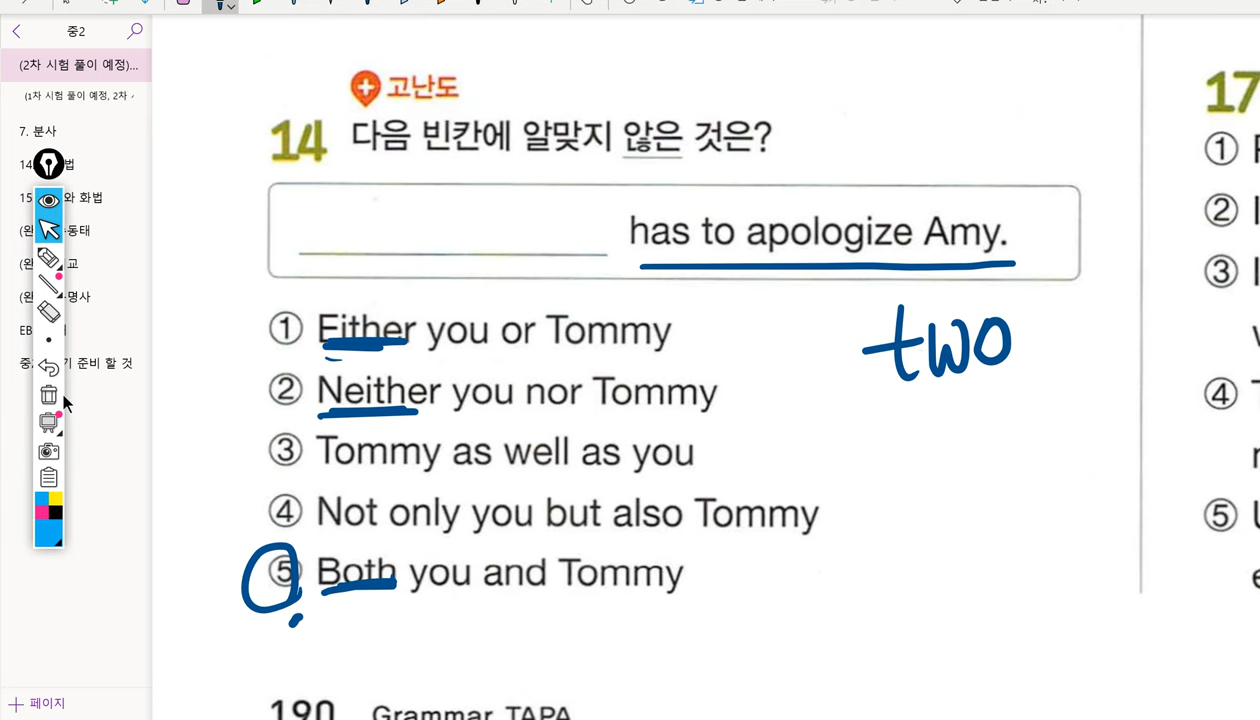 중2
(2차 시험 풀이 예정)...
(1차 시험 풀이 예정, 2차
7. 분사
14. 법
15 와 화법
(완 동태
(완 교
(완 명사
EB
중2 기 준비 할 것
페이지
고난도
14 다음 빈칸에 알맞지 않은 것은?
has to apologize Amy.
two
① Either you or Tommy
② Neither you nor Tommy
③ Tommy as well as you
④ Not only you but also Tommy
⑤ Both you and Tommy
190 Grammar TAPA
17
①
② I
③ I
④
⑤